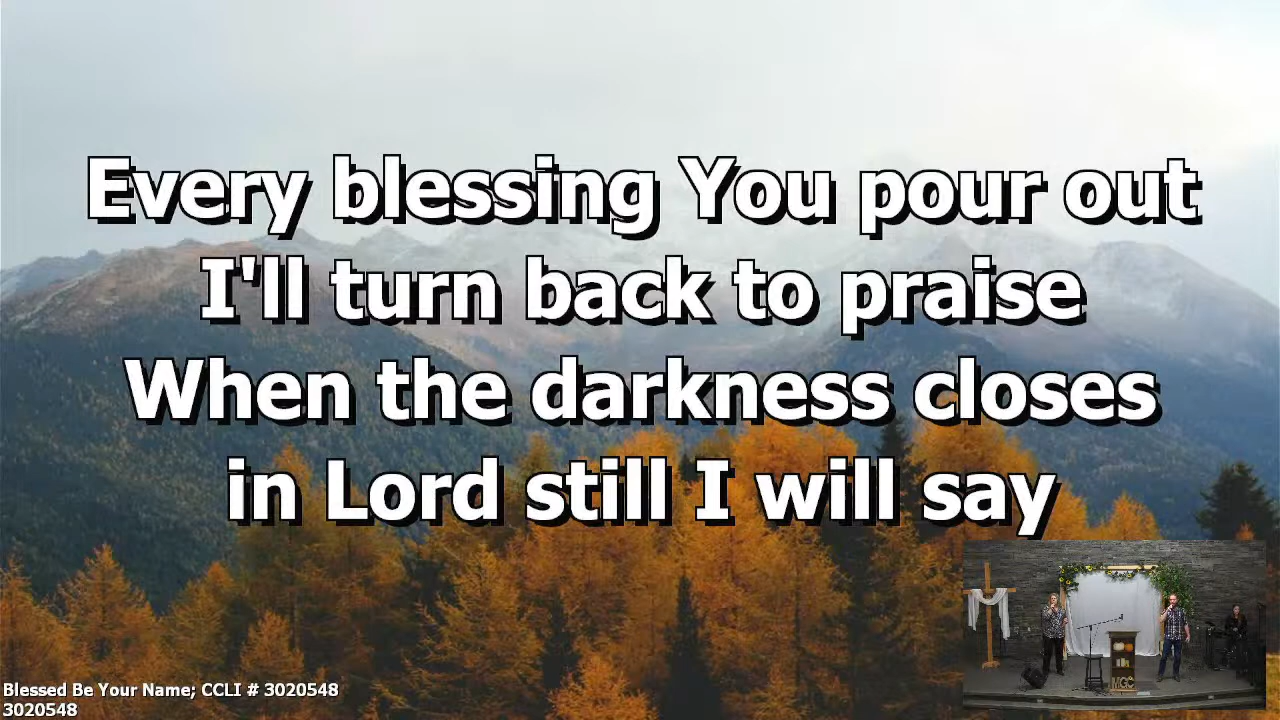 Every blessing You pour out
I'll turn back to praise
When the darkness closes
in Lord still I will say
Blessed Be Your Name; CCLI # 3020548
3020548
MGC